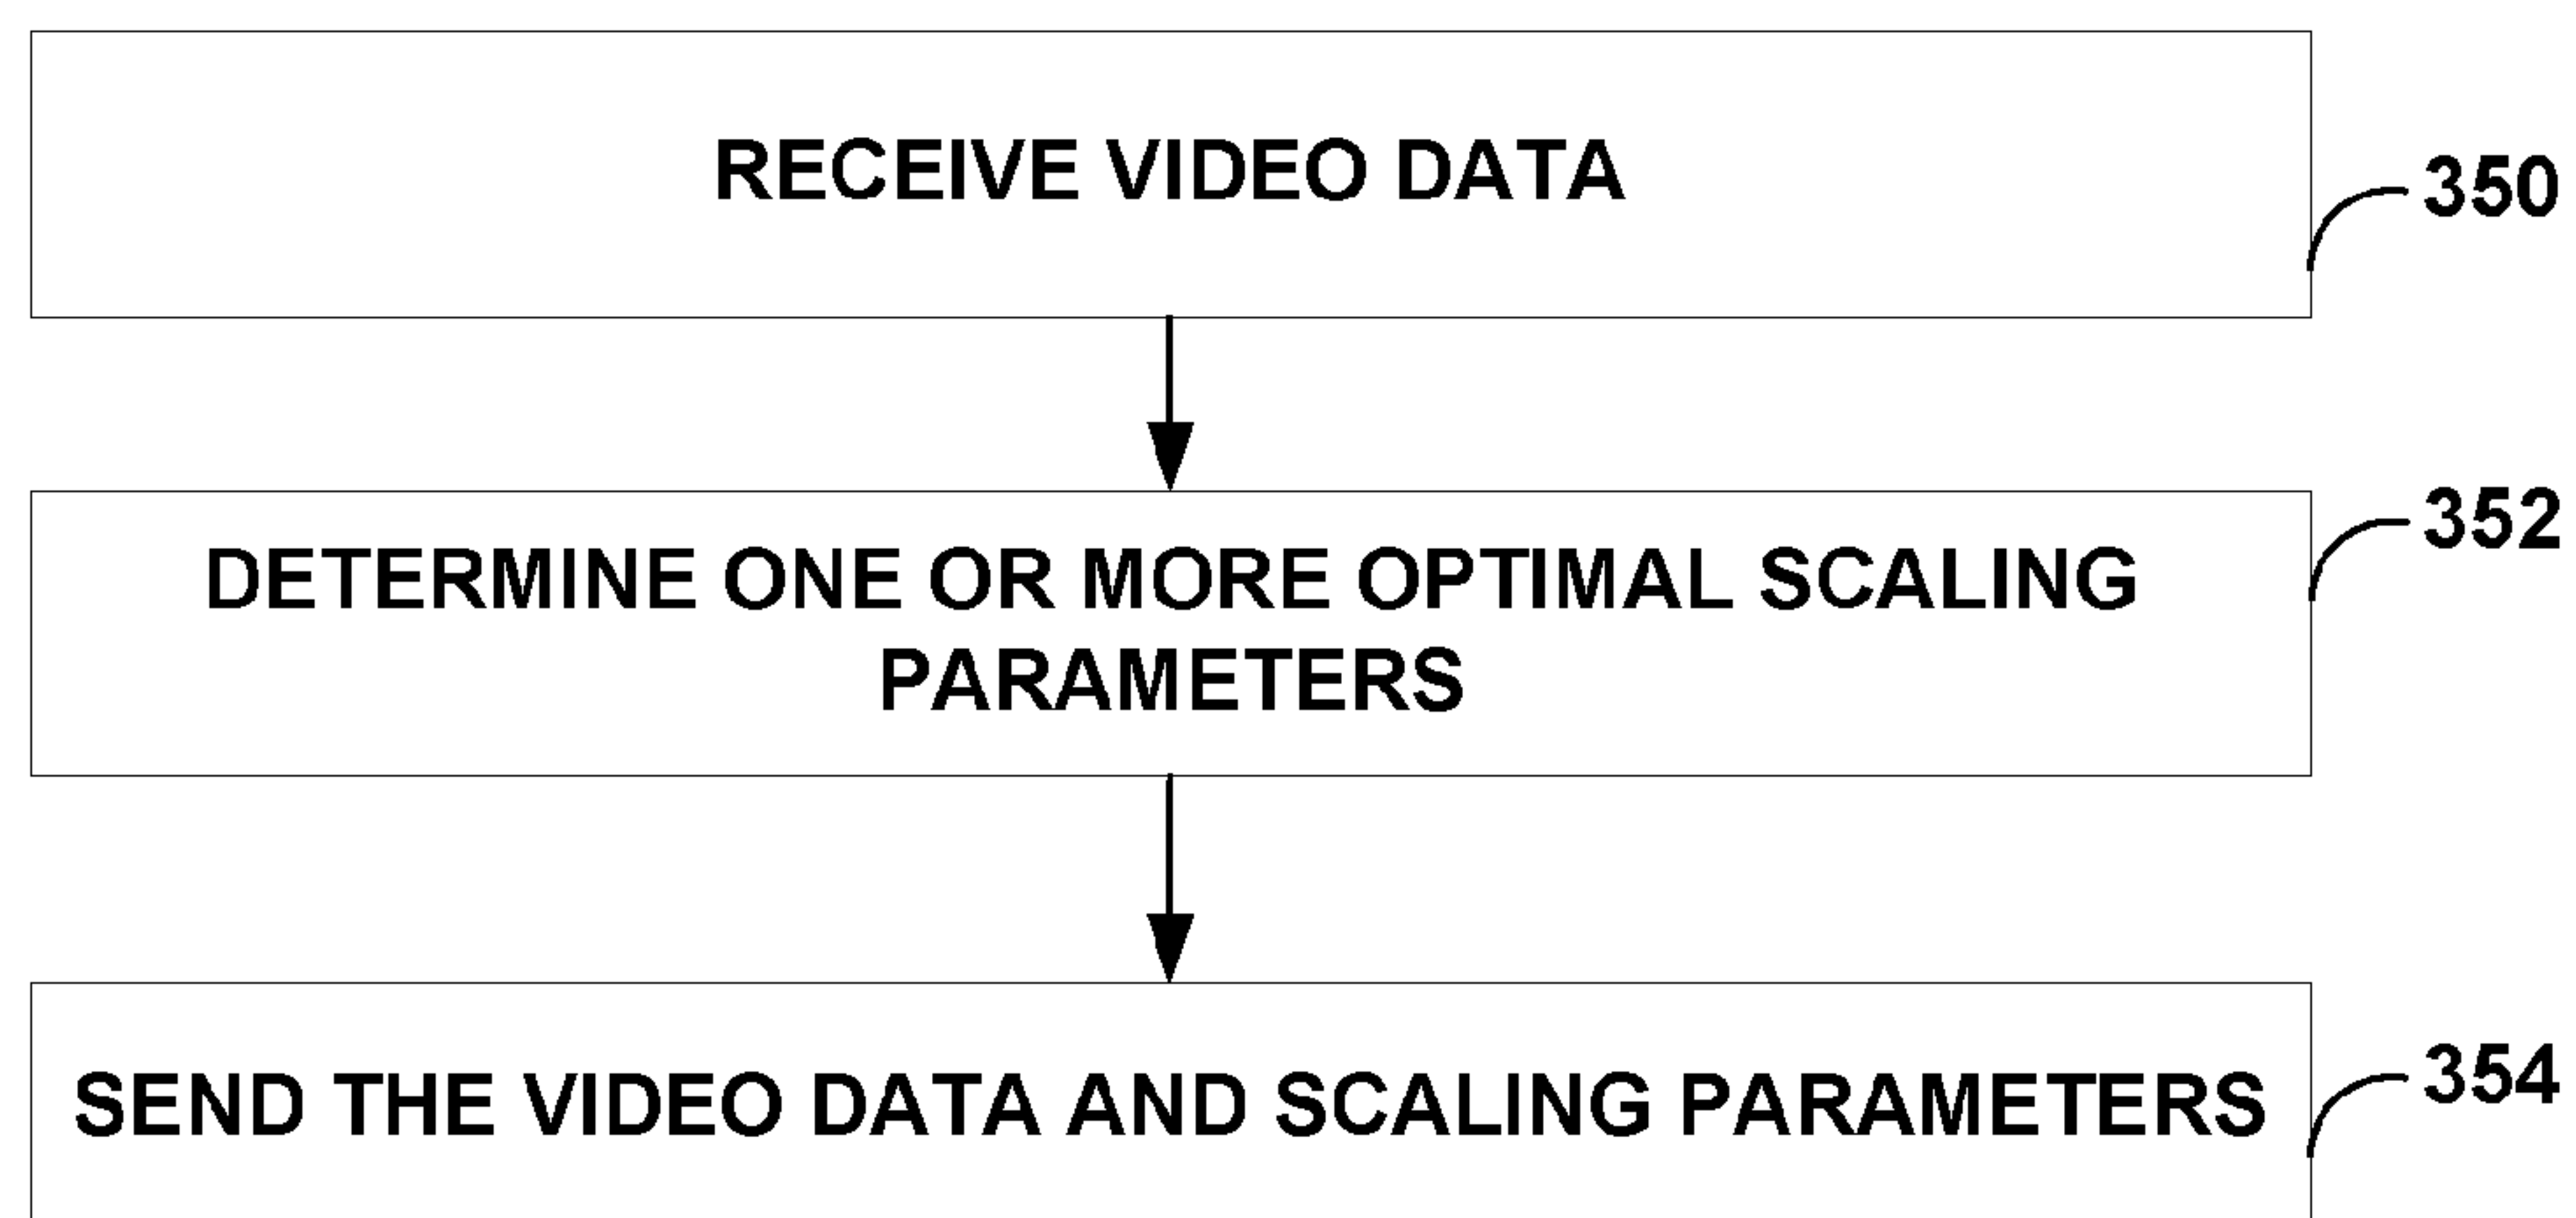 RECEIVE VIDEO DATA
350
DETERMINE ONE OR MORE OPTIMAL SCALING
PARAMETERS
352
SEND THE VIDEO DATA AND SCALING PARAMETERS
354